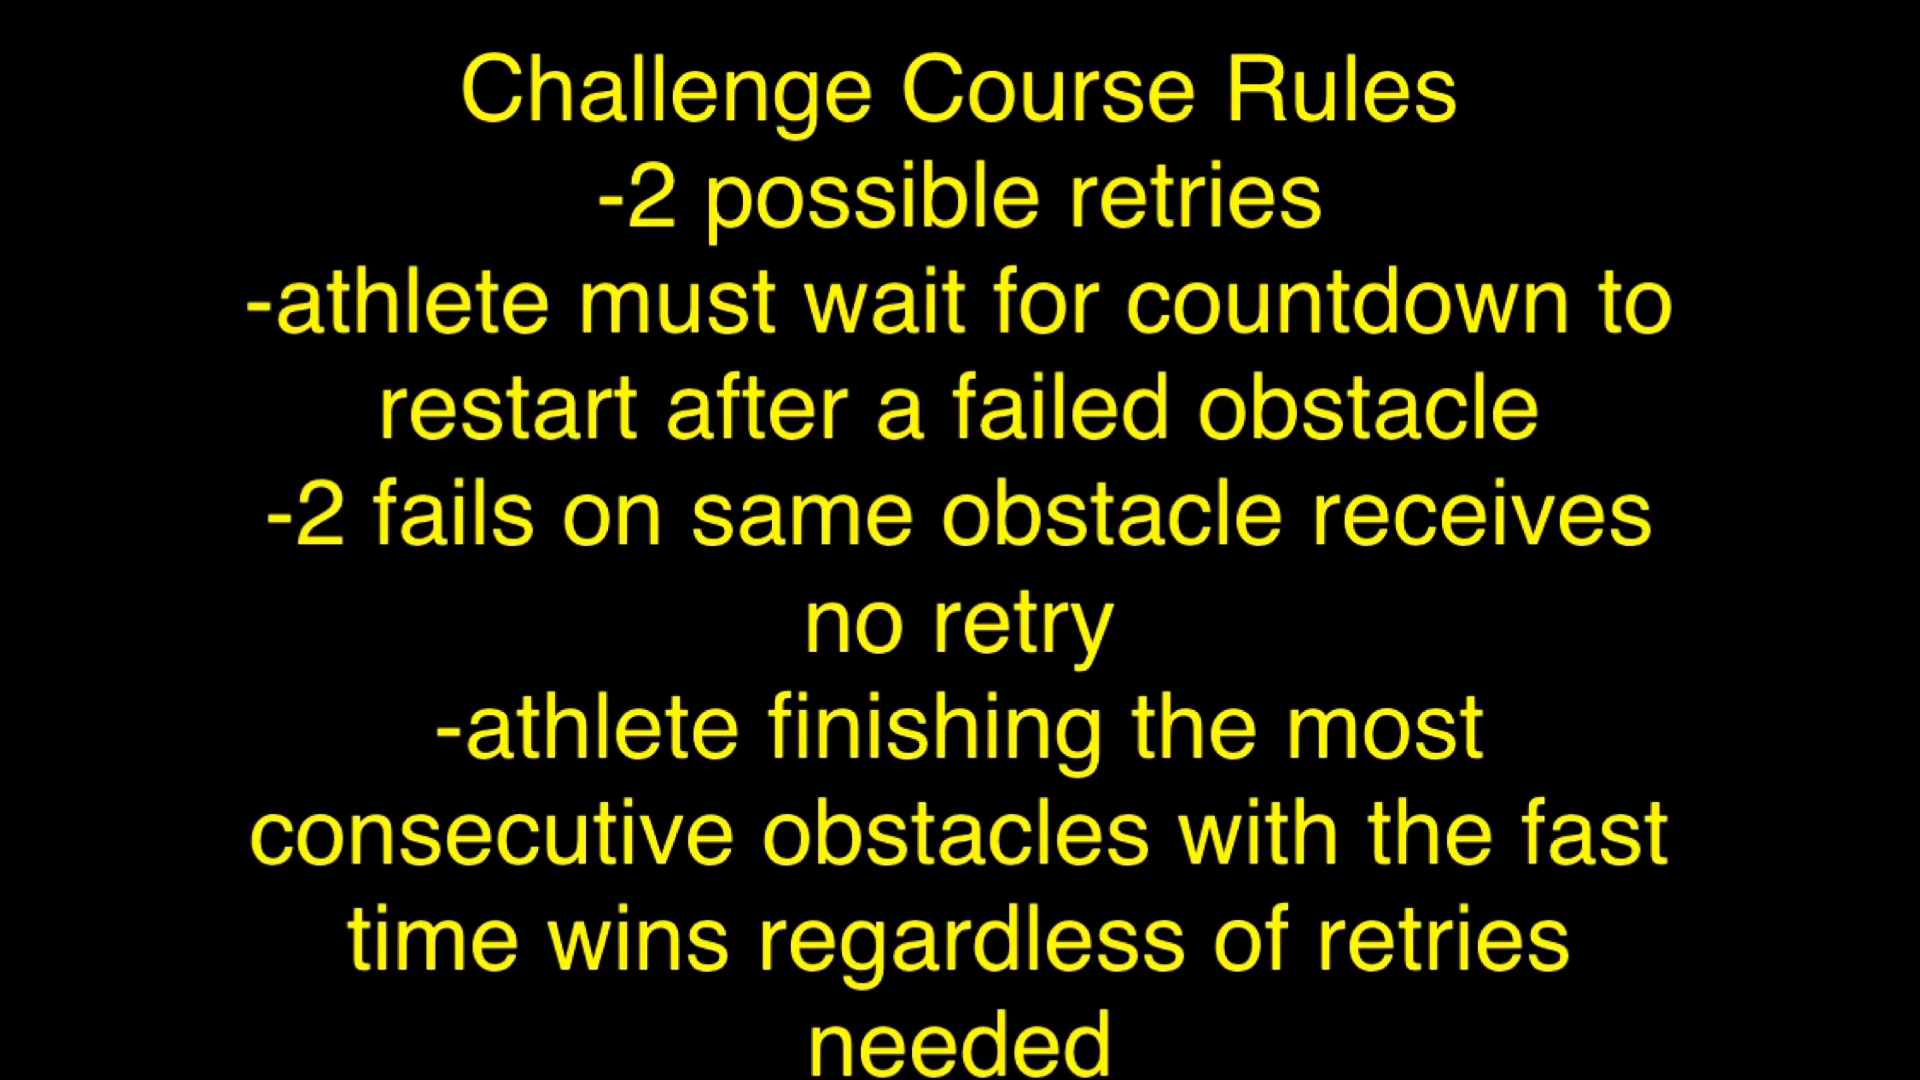 Challenge Course Rules
-2 possible retries
-athlete must wait for countdown to
restart after a failed obstacle
-2 fails on same obstacle receives
no retry
-athlete finishing the most
consecutive obstacles with the fast
time wins regardless of retries
needed